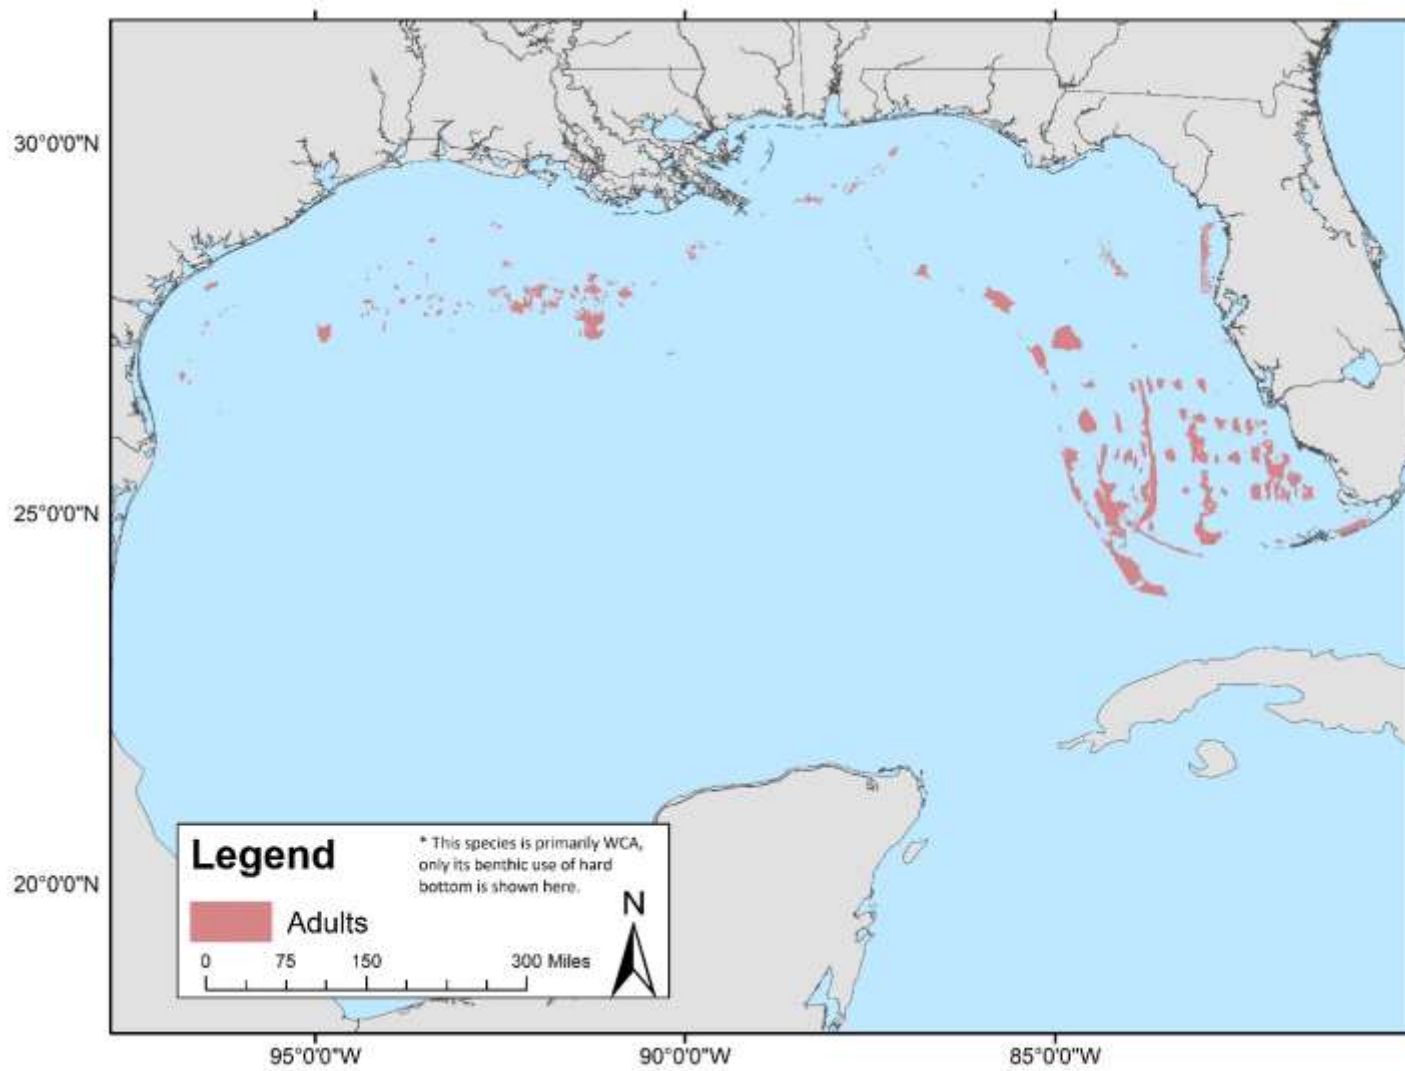 30°0'0"N
25°0'0"N
20°0'0"N
Legend
* This species is primarily WCA,
only its benthic use of hard
bottom is shown here.
N
Adults
0 75 150 300 Miles
95°0'0"W 90°0'0"W 85°0'0"W